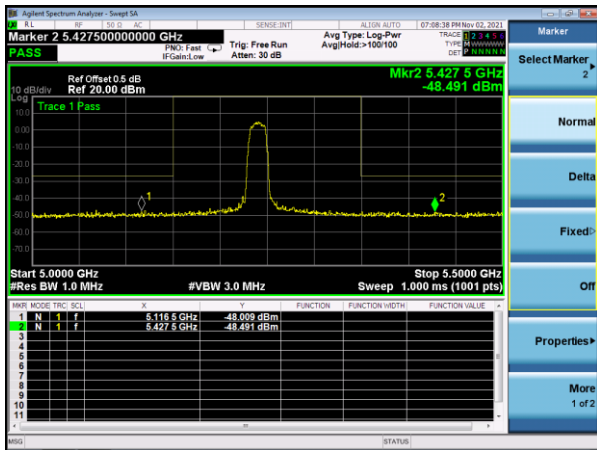 Agilent Spectrum Analyzer - Swept SA
RL RF 50 Ω AC SENSE:INT ALIGN AUTO 07:08:38 PM Nov 02, 2021
Marker 2 5.427500000000 GHz
PASS
PNO: Fast
IFGain:Low
Trig: Free Run
Atten: 30 dB
Avg Type: Log-Pwr
Avg|Hold:>100/100
TRACE 1 2 3 4 5 6
TYPE M W W W W W
DET P N N N N N
Mkr2 5.427 5 GHz
-48.491 dBm
Ref Offset 0.5 dB
10 dB/div Ref 20.00 dBm
Log
Trace 1 Pass
10.0
0.00
-10.0
-20.0
-30.0
-40.0
-50.0
-60.0
-70.0
1
2
Start 5.0000 GHz Stop 5.5000 GHz
#Res BW 1.0 MHz #VBW 3.0 MHz Sweep 1.000 ms (1001 pts)
MKR MODE TRC SCL X Y FUNCTION FUNCTION WIDTH FUNCTION VALUE
1 N 1 f 5.116 5 GHz -48.009 dBm
2 N 1 f 5.427 5 GHz -48.491 dBm
3
4
5
6
7
8
9
10
11
MSG STATUS
Marker
Select Marker
2
Normal
Delta
Fixed
Off
Properties
More
1 of 2